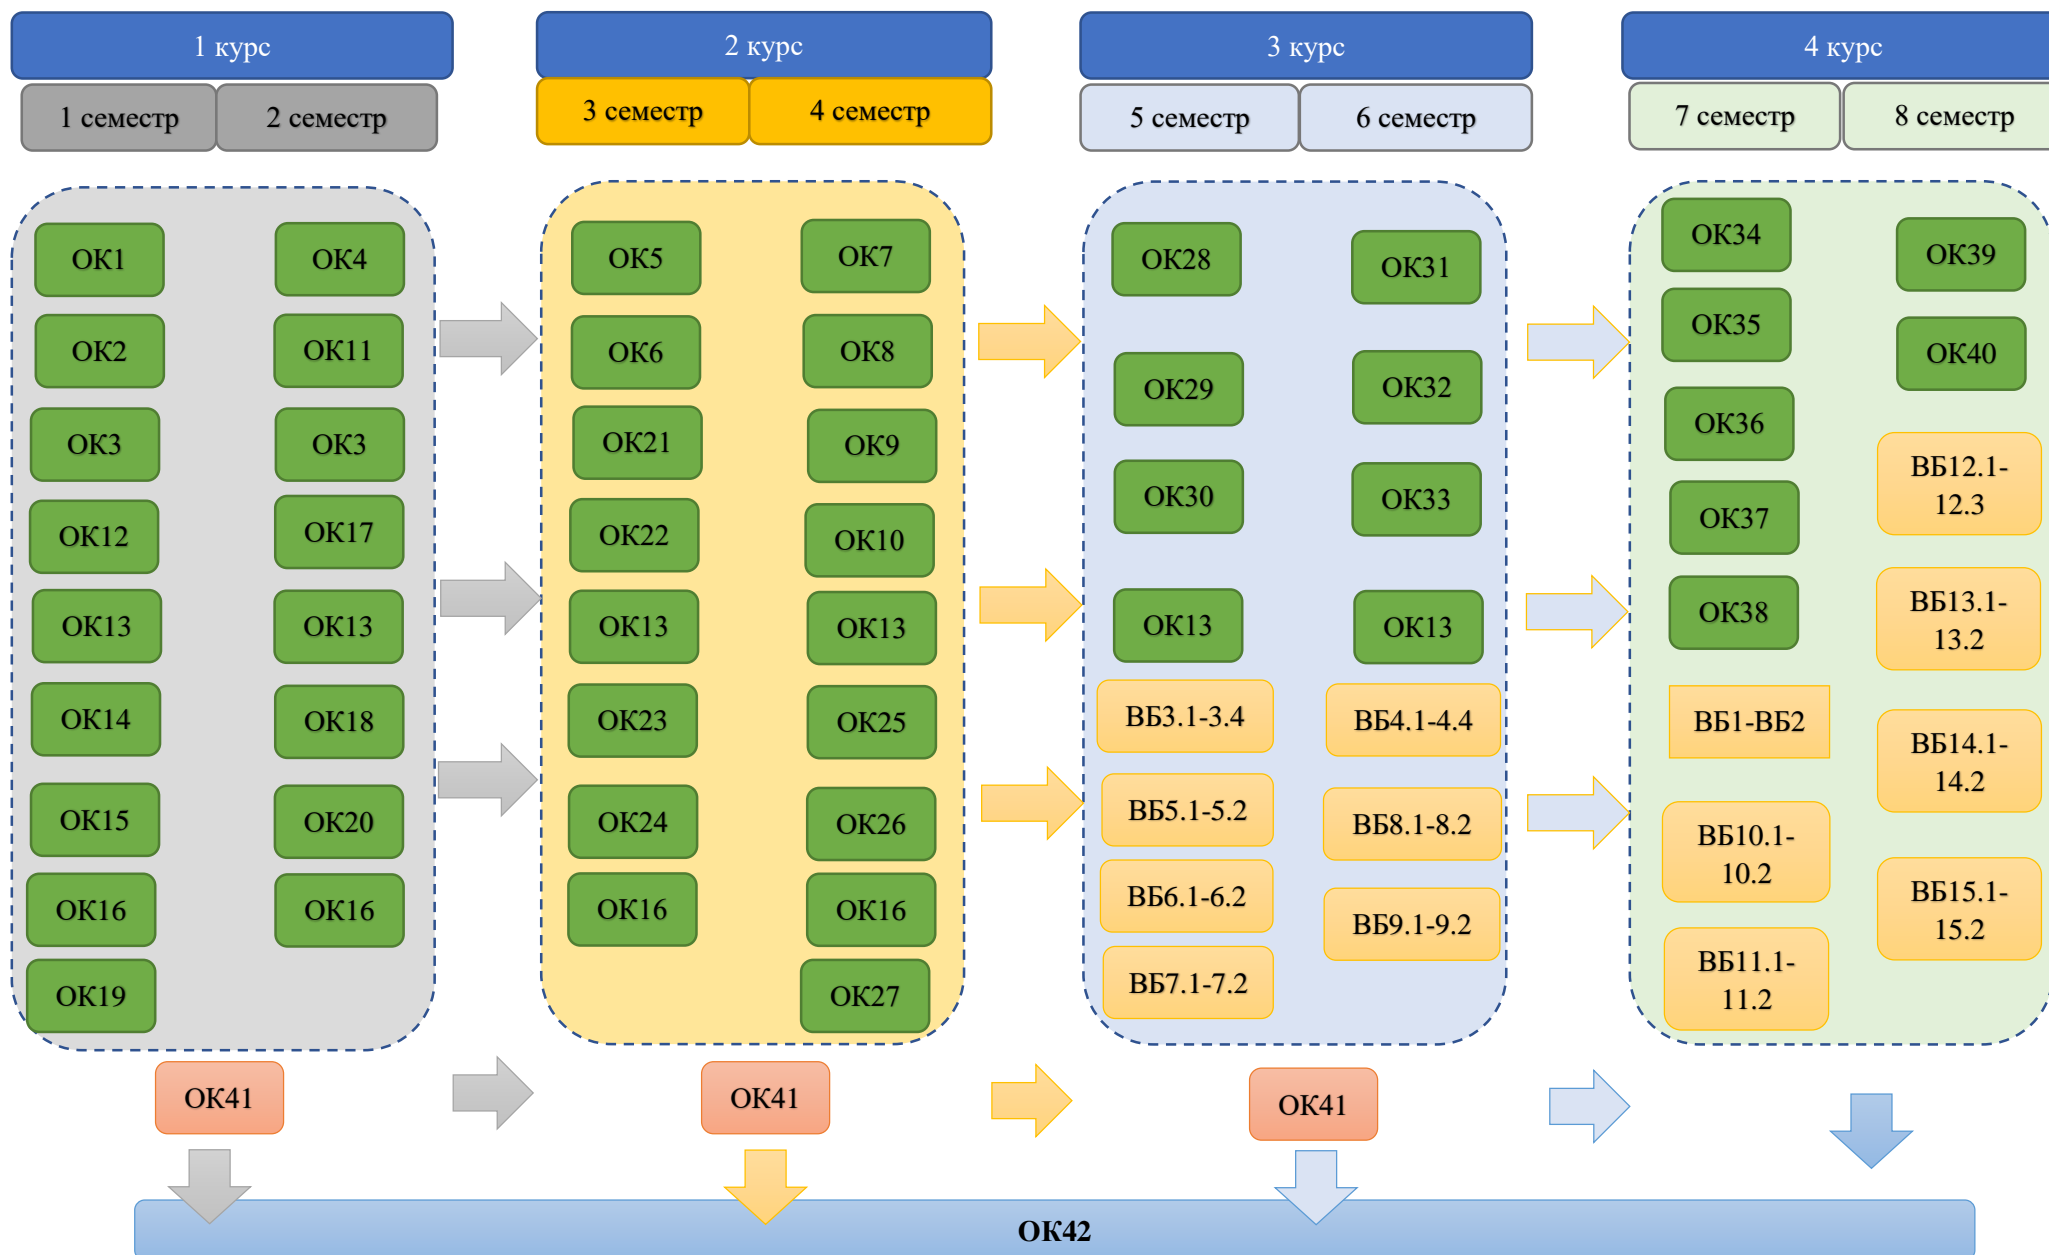 1 курс
1 семестр
2 семестр
ОК1
ОК4
ОК2
ОК11
ОК3
ОК3
ОК12
ОК17
ОК13
ОК13
ОК14
ОК18
ОК15
ОК20
ОК16
ОК16
ОК19
ОК41
2 курс
3 семестр
4 семестр
ОК5
ОК7
ОК6
ОК8
ОК21
ОК9
ОК22
ОК10
ОК13
ОК13
ОК23
ОК25
ОК24
ОК26
ОК16
ОК16
ОК27
ОК41
3 курс
5 семестр
6 семестр
ОК28
ОК31
ОК29
ОК32
ОК30
ОК33
ОК13
ОК13
ВБ3.1-3.4
ВБ4.1-4.4
ВБ5.1-5.2
ВБ8.1-8.2
ВБ6.1-6.2
ВБ9.1-9.2
ВБ7.1-7.2
ОК41
4 курс
7 семестр
8 семестр
ОК34
ОК39
ОК35
ОК40
ОК36
ВБ12.1-
12.3
ОК37
ОК38
ВБ13.1-
13.2
ВБ1-ВБ2
ВБ14.1-
14.2
ВБ10.1-
10.2
ВБ15.1-
15.2
ВБ11.1-
11.2
ОК42